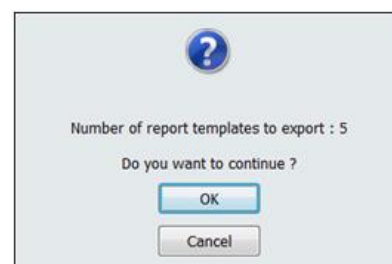 Number of report templates to export : 5
Do you want to continue ?
OK
Cancel